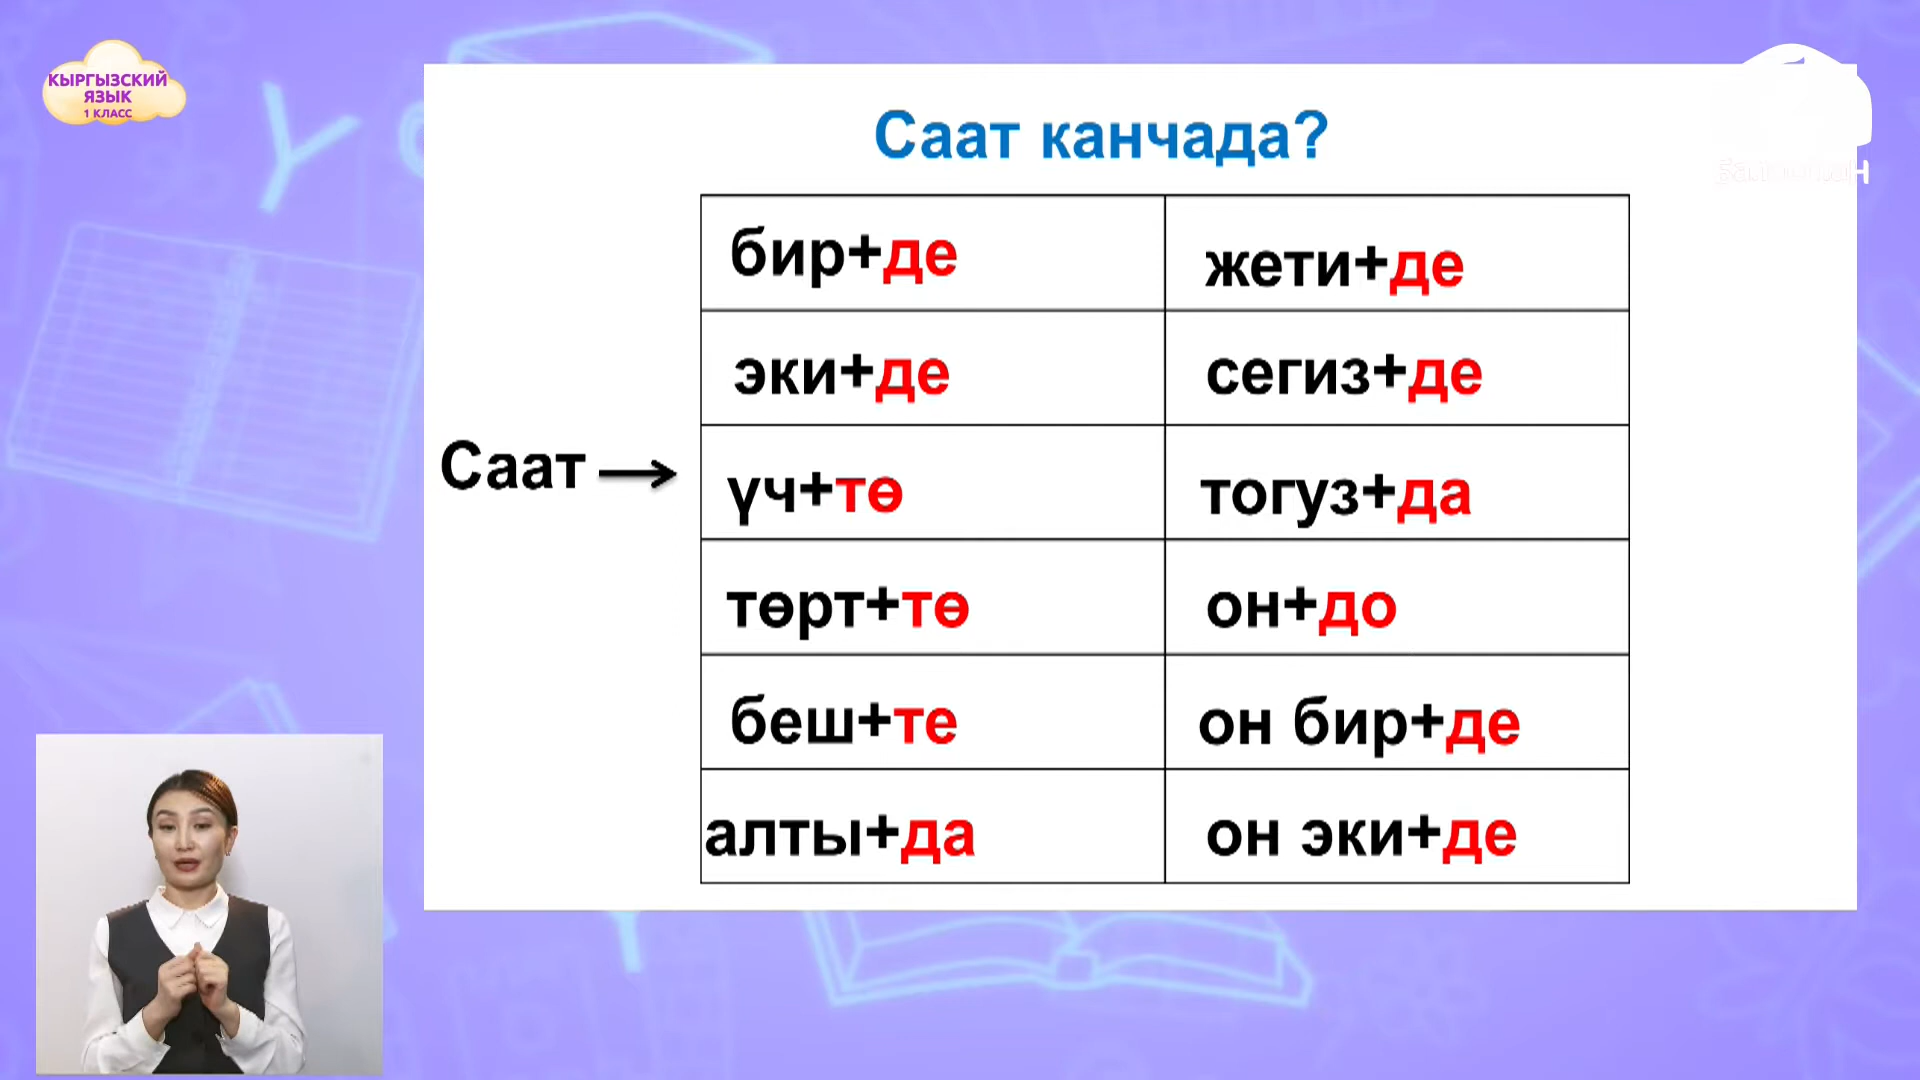 КЫРГЫЗСКИЙ
ЯЗЫК
1 КЛАСС
Саат канчада?
Саат →
бир+де
жети+де
эки+де
сегиз+де
үч+тө
тогуз+да
төрт+тө
он+до
беш+те
он бир+де
алты+да
он эки+де